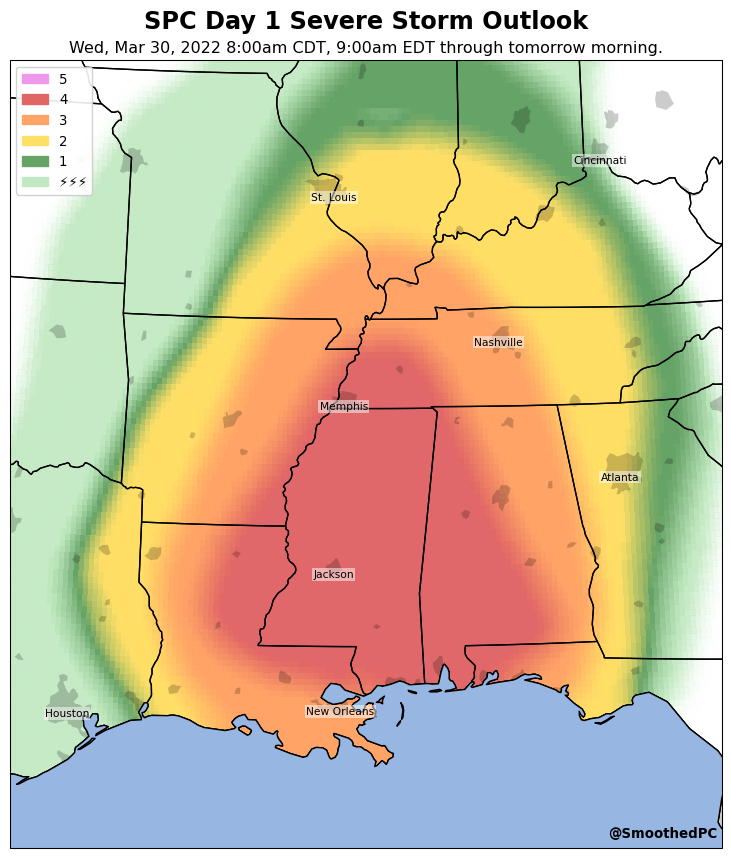 SPC Day 1 Severe Storm Outlook
Wed, Mar 30, 2022 8:00am CDT, 9:00am EDT through tomorrow morning.
5
4
3
2
1
⚡⚡⚡
Cincinnati
St. Louis
Nashville
Memphis
Atlanta
Jackson
New Orleans
Houston
@SmoothedPC